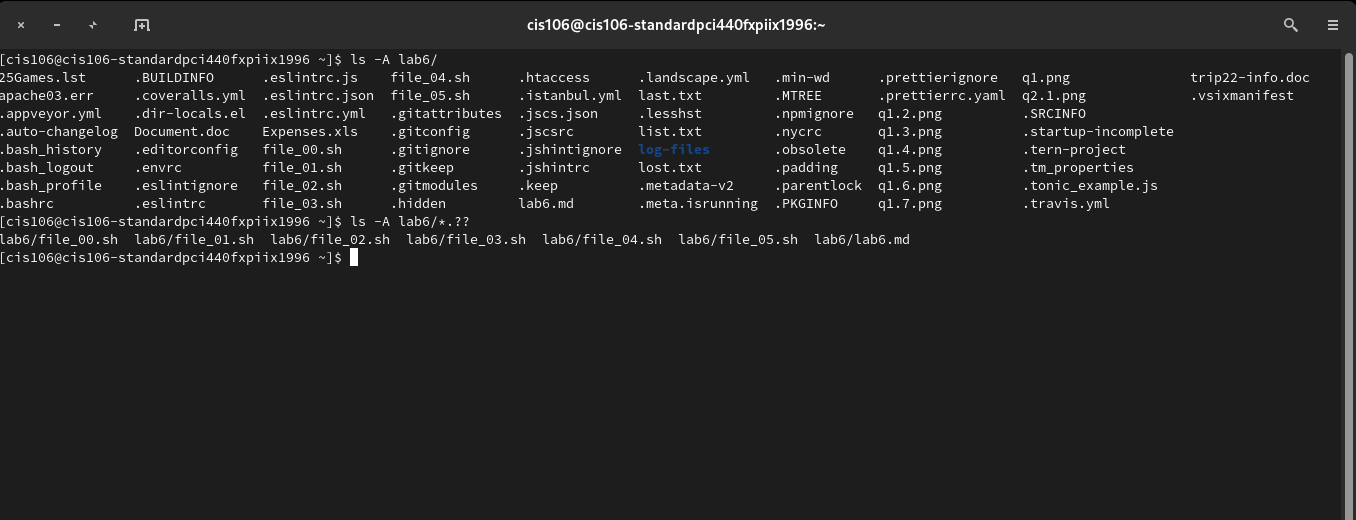 cis106@cis106-standardpci440fxpiix1996:~
[cis106@cis106-standardpci440fxpiix1996 ~]$ ls -A lab6/
25Games.lst .BUILDINFO .eslintrc.js file_04.sh .htaccess .landscape.yml .min-wd .prettierignore q1.png trip22-info.doc
apache03.err .coveralls.yml .eslintrc.json file_05.sh .istanbul.yml last.txt .MTREE .prettierrc.yaml q2.1.png .vsixmanifest
.appveyor.yml .dir-locals.el .eslintrc.yml .gitattributes .jscs.json .lesshst .npmignore q1.2.png .SRCINFO
.auto-changelog Document.doc Expenses.xls .gitconfig .jscsrc list.txt .nycrc q1.3.png .startup-incomplete
.bash_history .editorconfig file_00.sh .gitignore .jshintignore log-files .obsolete q1.4.png .tern-project
.bash_logout .envrc file_01.sh .gitkeep .jshintrc lost.txt .padding q1.5.png .tm_properties
.bash_profile .eslintignore file_02.sh .gitmodules .keep .metadata-v2 .parentlock q1.6.png .tonic_example.js
.bashrc .eslintrc file_03.sh .hidden lab6.md .meta.isrunning .PKGINFO q1.7.png .travis.yml
[cis106@cis106-standardpci440fxpiix1996 ~]$ ls -A lab6/*.??
lab6/file_00.sh lab6/file_01.sh lab6/file_02.sh lab6/file_03.sh lab6/file_04.sh lab6/file_05.sh lab6/lab6.md
[cis106@cis106-standardpci440fxpiix1996 ~]$